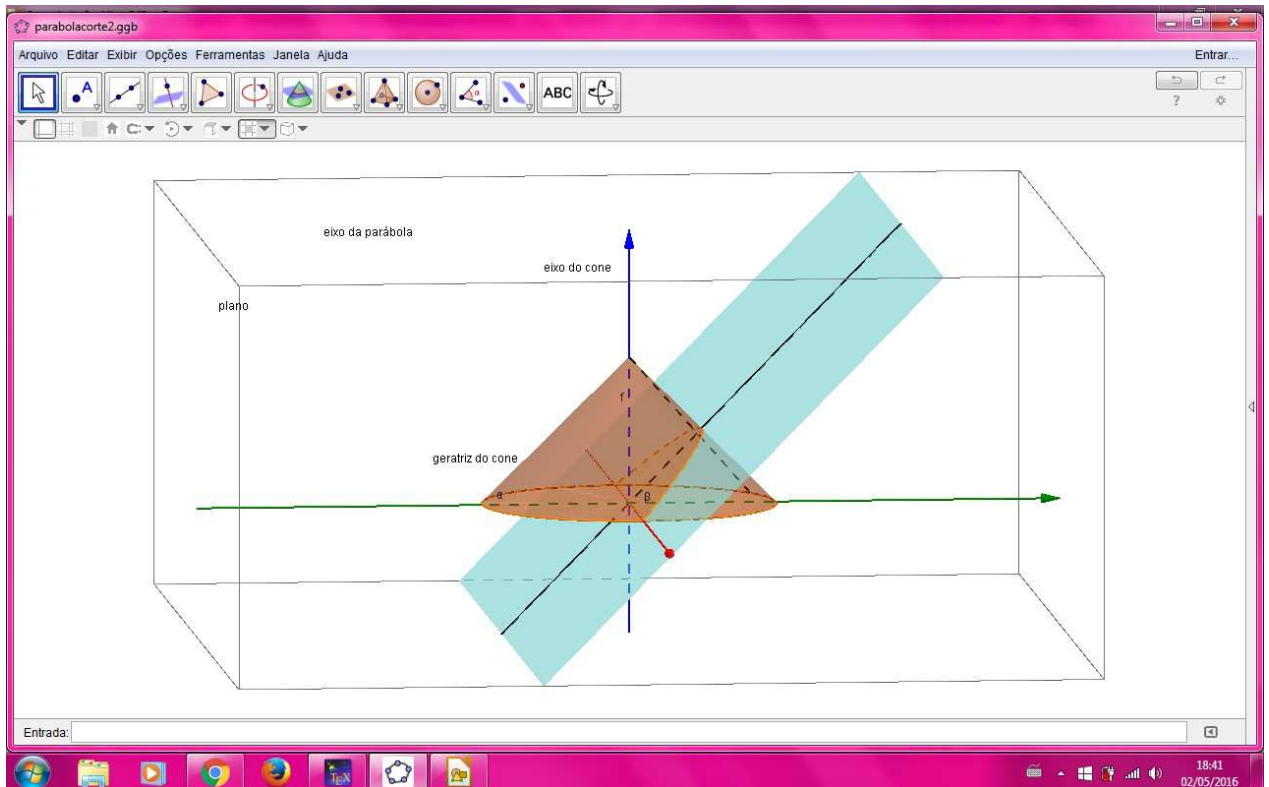 parabolacorte2.ggb
Arquivo Editar Exibir Opções Ferramentas Janela Ajuda
Entrar...
A
ABC
?
eixo da parábola
eixo do cone
plano
geratriz do cone
α
β
Entrada:
TEX
18:41
02/05/2016